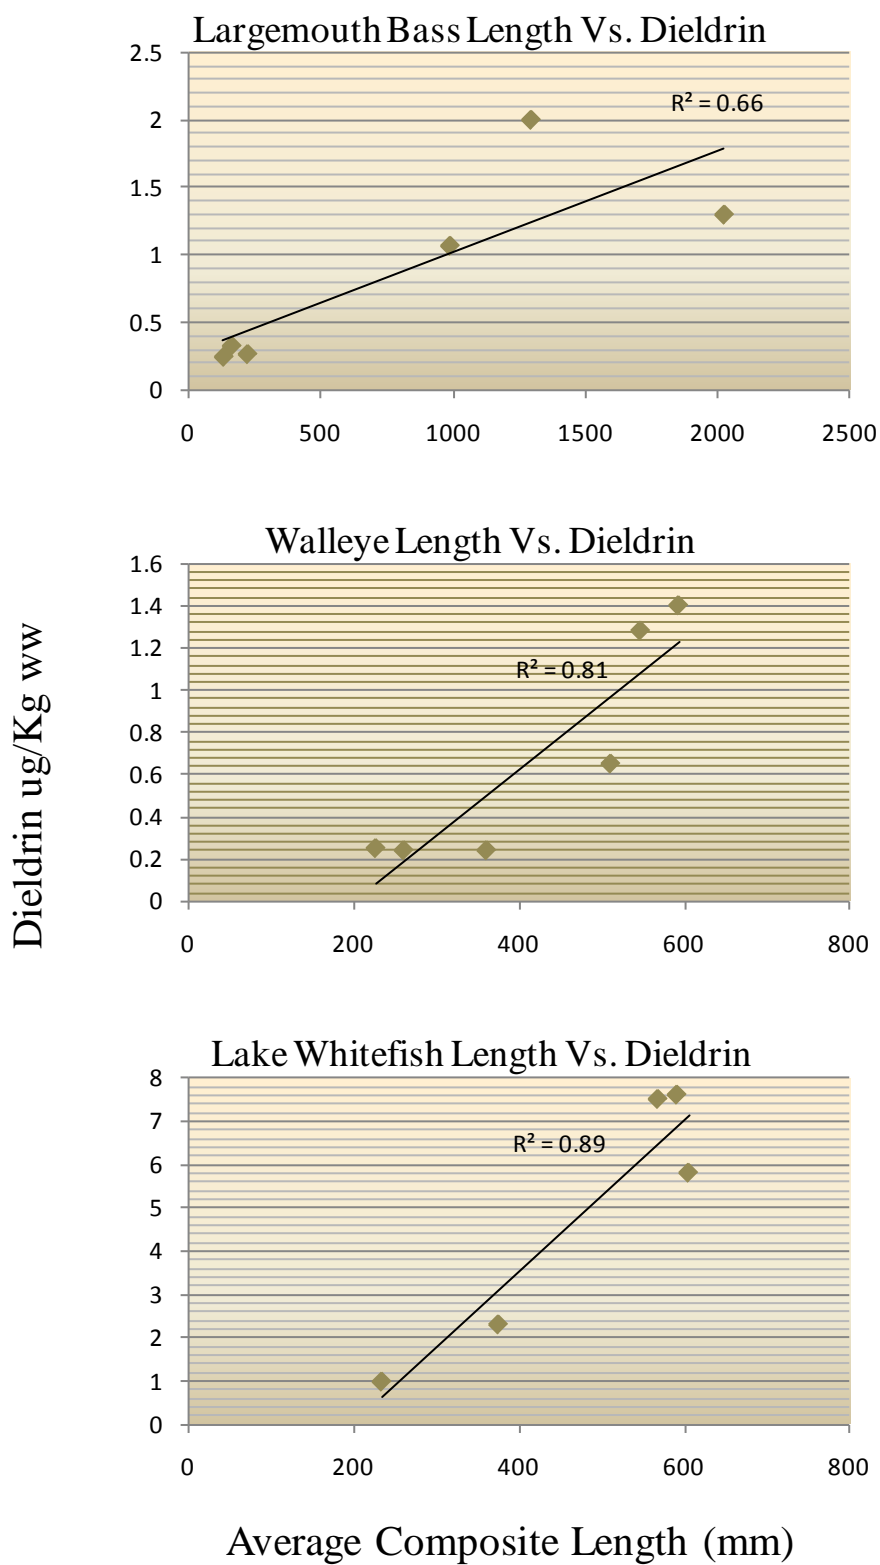 Largemouth Bass Length Vs. Dieldrin
2.5
2
1.5
1
0.5
0
R² = 0.66
0 500 1000 1500 2000 2500
Walleye Length Vs. Dieldrin
1.6
1.4
1.2
1
0.8
0.6
0.4
0.2
0
R² = 0.81
0 200 400 600 800
Dieldrin ug/Kg ww
Lake Whitefish Length Vs. Dieldrin
8
7
6
5
4
3
2
1
0
R² = 0.89
0 200 400 600 800
Average Composite Length (mm)